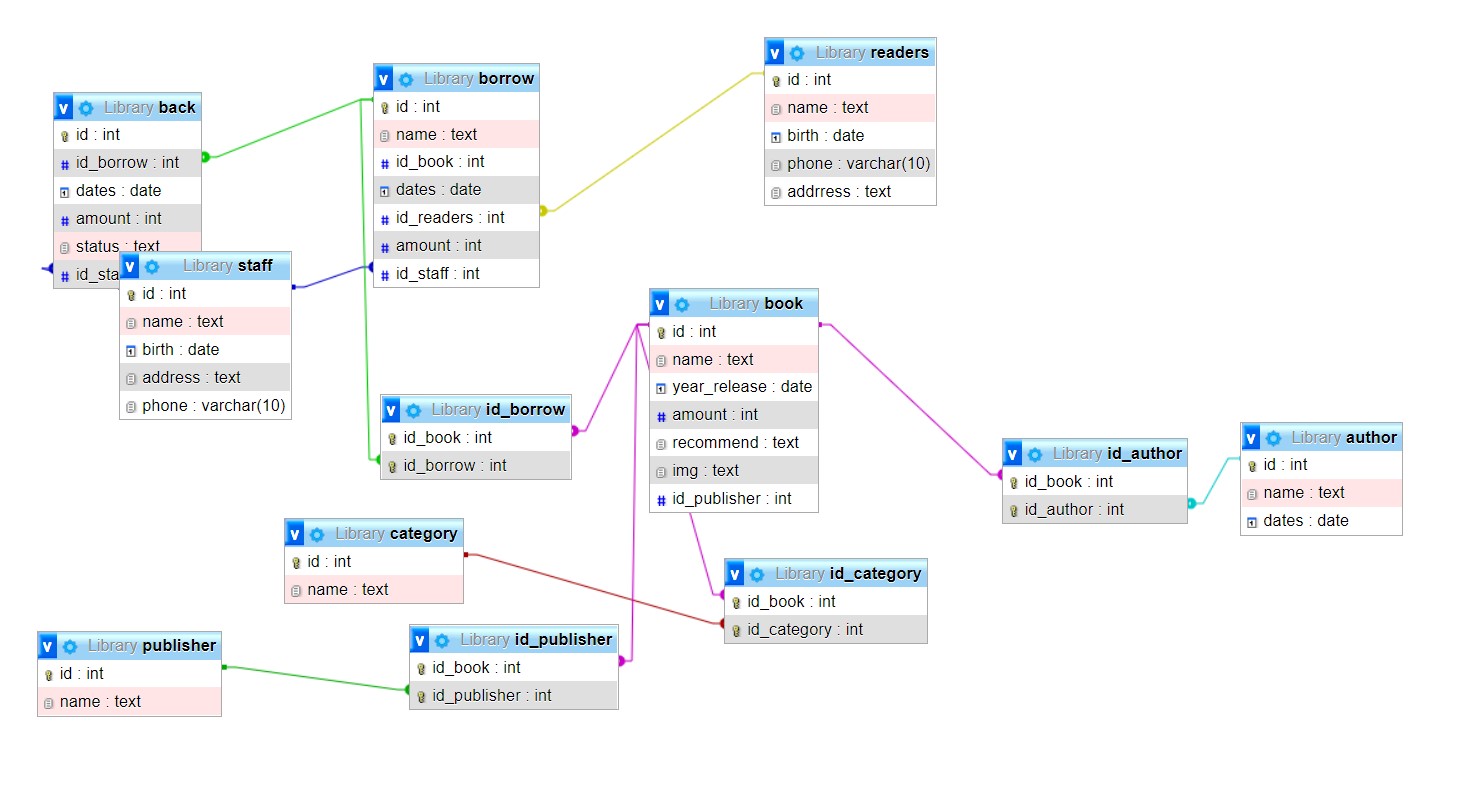 Library back
id : int
id_borrow : int
dates : date
amount : int
status : text
id_sta
Library staff
id : int
name : text
birth : date
address : text
phone : varchar(10)
Library borrow
id : int
name : text
id_book : int
dates : date
id_readers : int
amount : int
id_staff : int
Library readers
id : int
name : text
birth : date
phone : varchar(10)
addrress : text
Library book
id : int
name : text
year_release : date
amount : int
recommend : text
img : text
id_publisher : int
Library id_borrow
id_book : int
id_borrow : int
Library id_author
id_book : int
id_author : int
Library author
id : int
name : text
dates : date
Library category
id : int
name : text
Library id_category
id_book : int
id_category : int
Library publisher
id : int
name : text
Library id_publisher
id_book : int
id_publisher : int